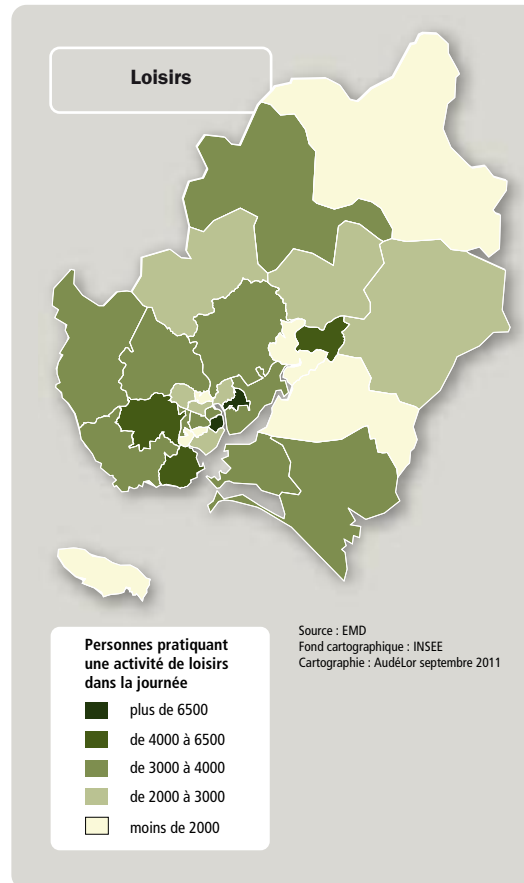 Loisirs
Source : EMD
Fond cartographique : INSEE
Cartographie : AudéLor septembre 2011
Personnes pratiquant
une activité de loisirs
dans la journée
plus de 6500
de 4000 à 6500
de 3000 à 4000
de 2000 à 3000
moins de 2000